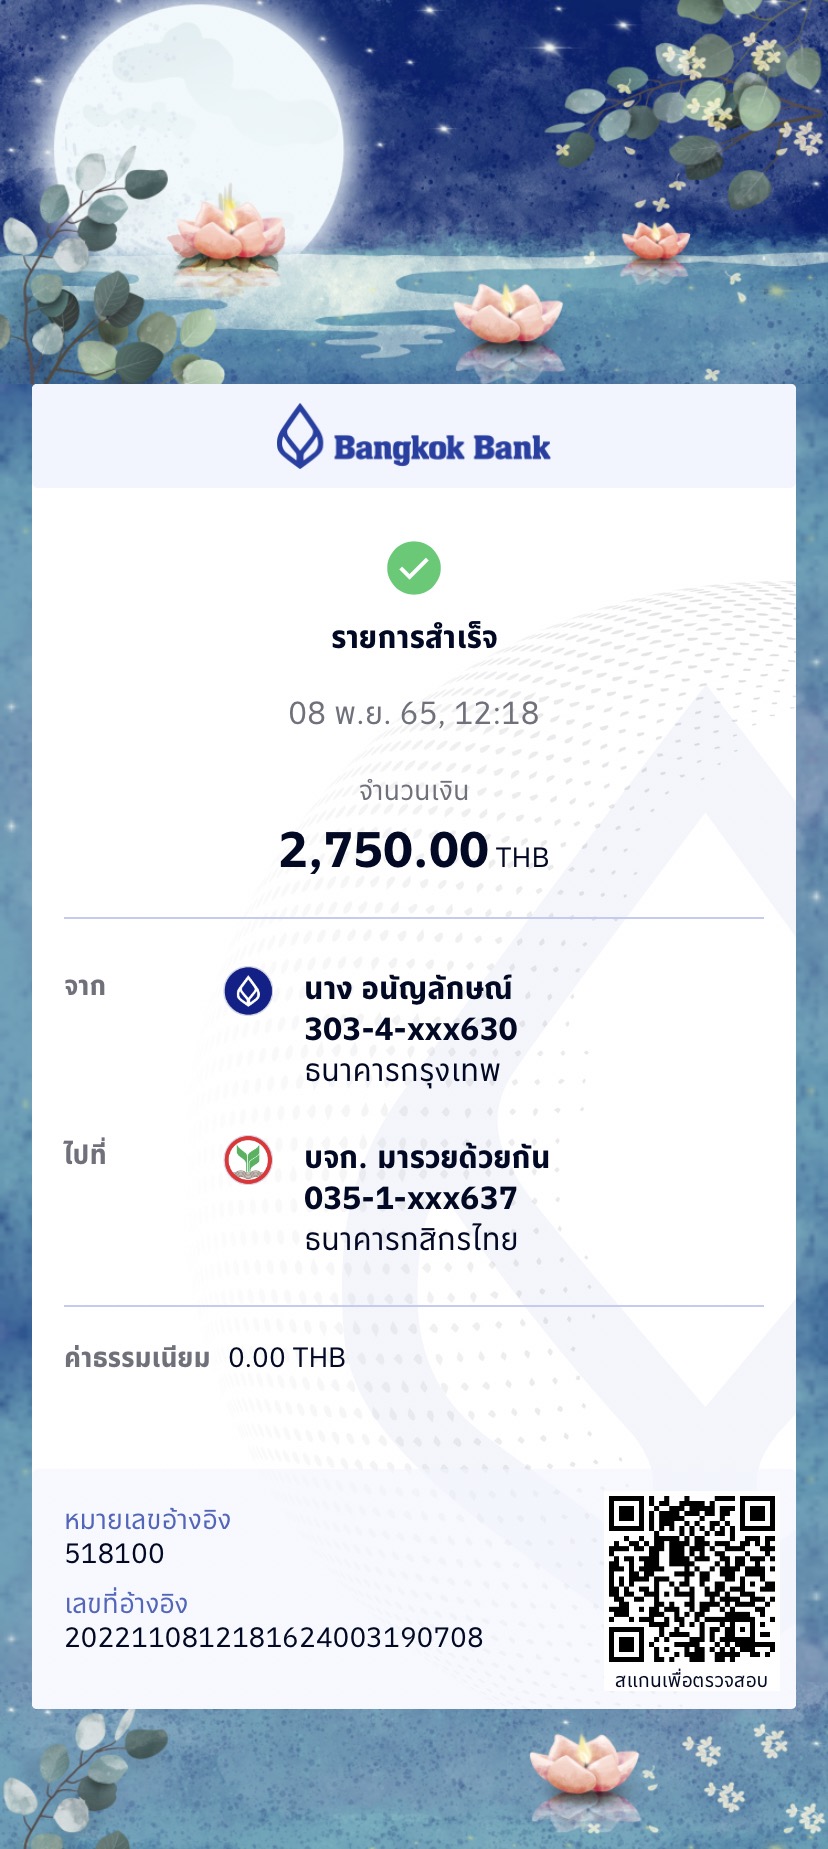 Bangkok Bank
รายการสำเร็จ
08 พ.ย. 65, 12:18
จำนวนเงิน
2,750.00 THB
จาก
นาง อนัญลักษณ์
303-4-xxx630
ธนาคารกรุงเทพ
ไปที่
บจก. มารวยด้วยกัน
035-1-xxx637
ธนาคารกสิกรไทย
ค่าธรรมเนียม 0.00 THB
หมายเลขอ้างอิง
518100
เลขที่อ้างอิง
2022110812181624003190708
สแกนเพื่อตรวจสอบ